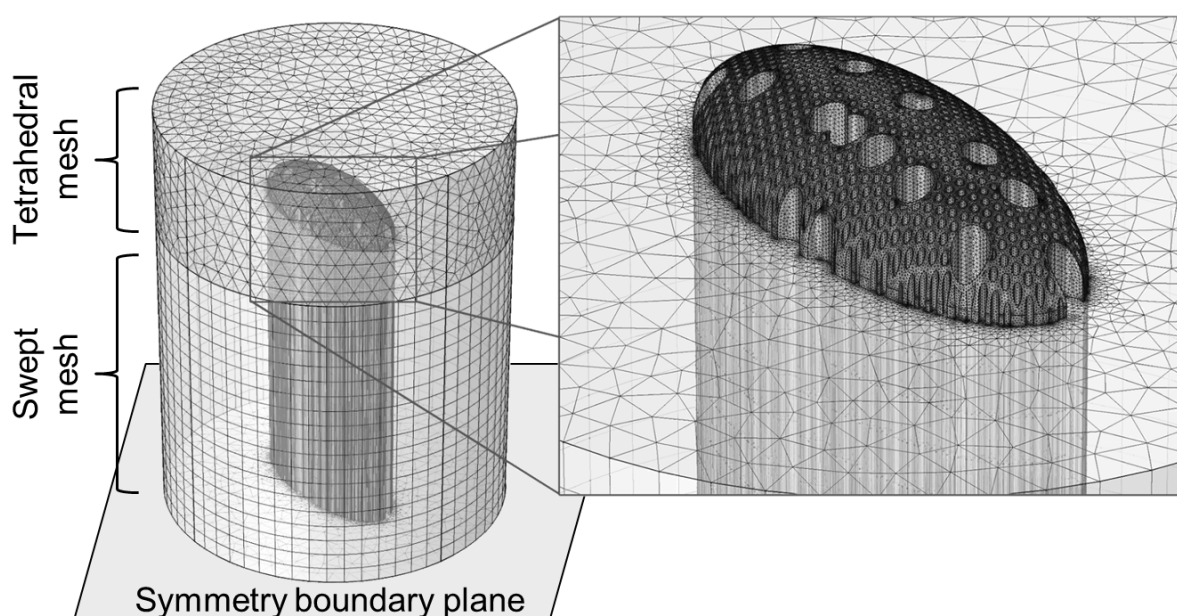 Tetrahedral
mesh
Swept
mesh
Symmetry boundary plane